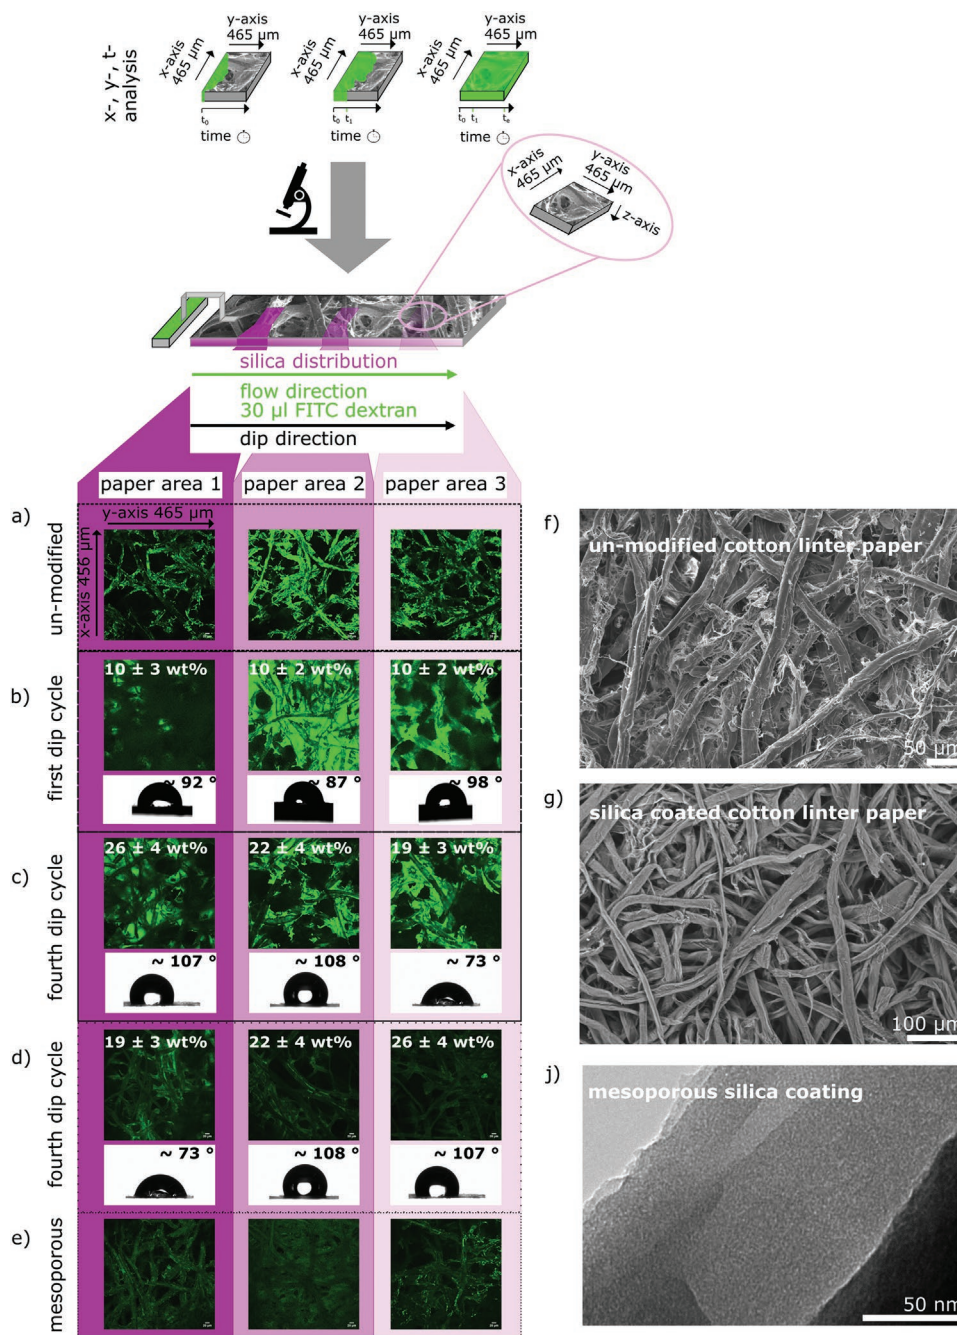 x-, y-, t-
analysis
y-axis
465 µm
x-axis
465 µm
t₀
time
y-axis
465 µm
x-axis
465 µm
t₀ t₁
time
y-axis
465 µm
x-axis
465 µm
t₀ t₁ tₑ
time
x-axis
465 µm
y-axis
465 µm
z-axis
silica distribution
flow direction
30 µl FITC dextran
dip direction
paper area 1 paper area 2 paper area 3
a)
un-modified
y-axis 465 µm
x-axis 456 µm
b)
first dip cycle
10 ± 3 wt% 10 ± 2 wt% 10 ± 2 wt%
~ 92 ° ~ 87 ° ~ 98 °
c)
fourth dip cycle
26 ± 4 wt% 22 ± 4 wt% 19 ± 3 wt%
~ 107 ° ~ 108 ° ~ 73 °
d)
fourth dip cycle
19 ± 3 wt% 22 ± 4 wt% 26 ± 4 wt%
~ 73 ° ~ 108 ° ~ 107 °
e)
mesoporous
f)
un-modified cotton linter paper
50 µm
g)
silica coated cotton linter paper
100 µm
j)
mesoporous silica coating
50 nm